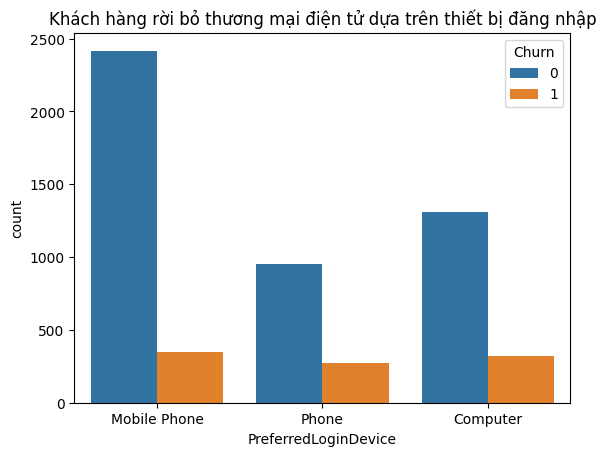 Khách hàng rời bỏ thương mại điện tử dựa trên thiết bị đăng nhập
Churn
0
1
2500
2000
1500
1000
500
0
count
Mobile Phone
Phone
Computer
PreferredLoginDevice